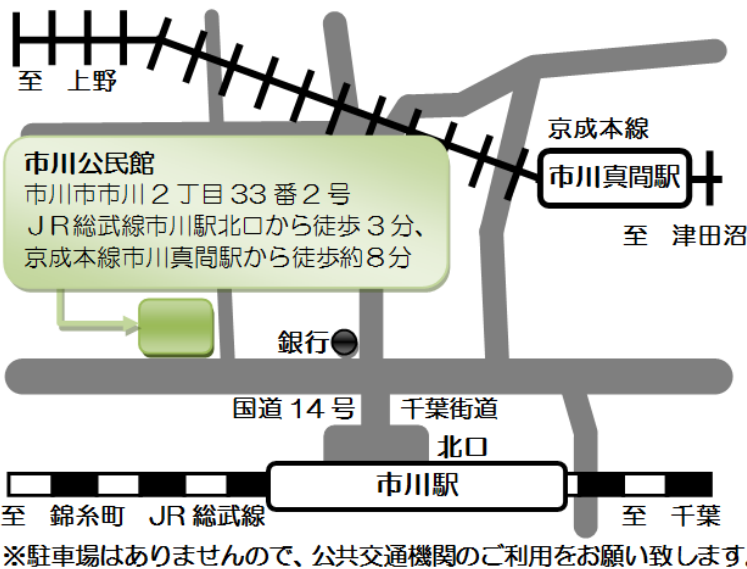 至 上野
京成本線
市川真間駅
至 津田沼
市川公民館
市川市市川2丁目33番2号
JR総武線市川駅北口から徒歩3分、
京成本線市川真間駅から徒歩約8分
銀行
国道14号 千葉街道
北口
市川駅
至 錦糸町 JR総武線 至 千葉
※駐車場はありませんので、公共交通機関のご利用をお願い致します。